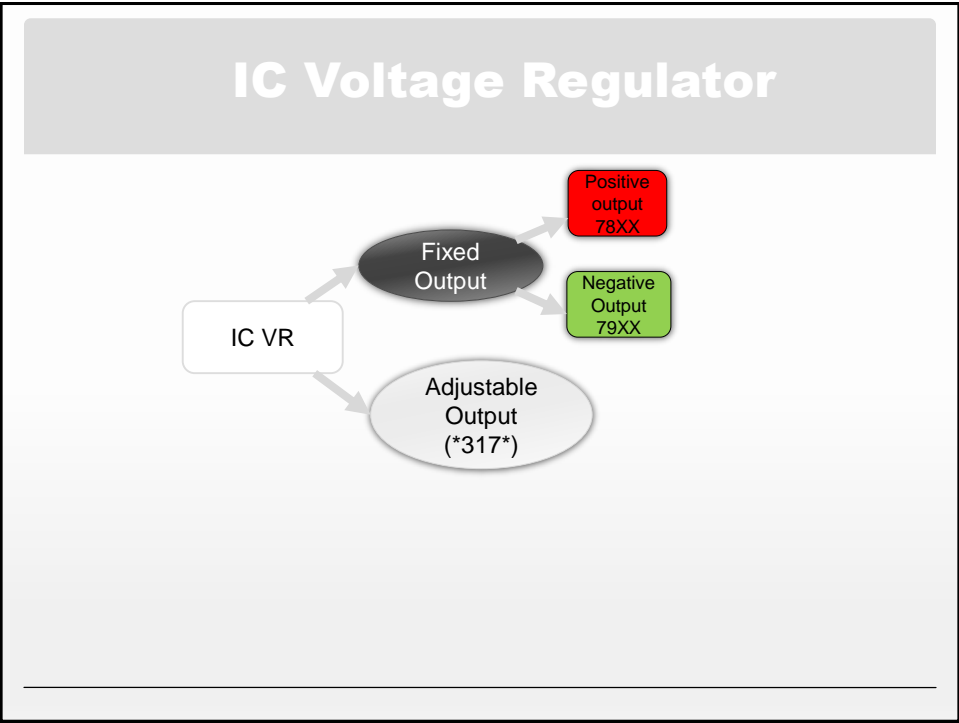 IC Voltage Regulator
Positive
output
78XX
Fixed
Output
Negative
Output
79XX
IC VR
Adjustable
Output
(*317*)